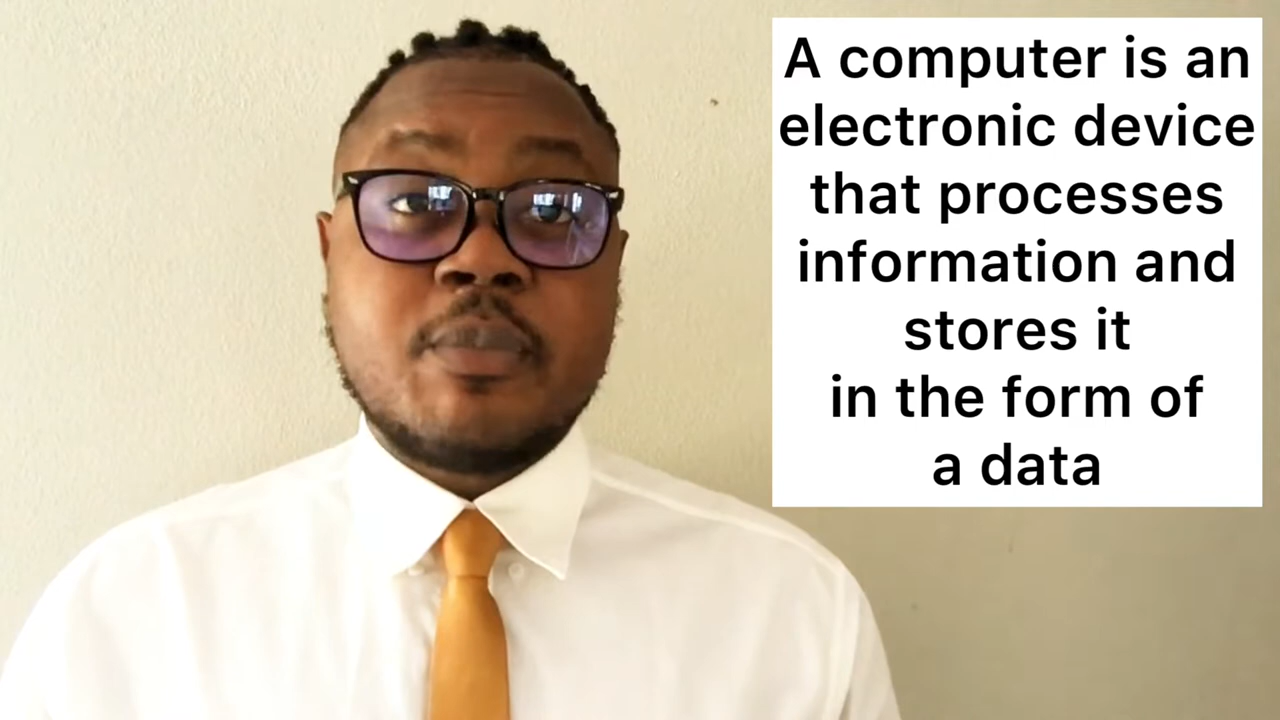 A computer is an
electronic device
that processes
information and
stores it
in the form of
a data